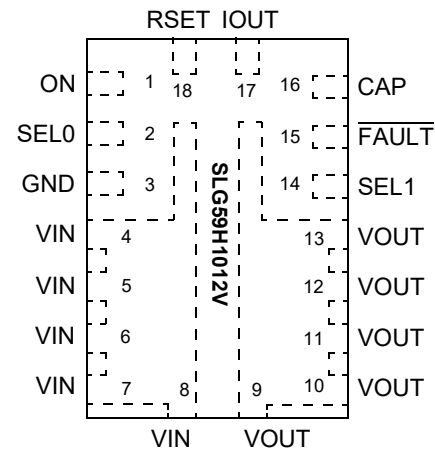 RSET IOUT
ON 1 18 17 16 CAP
SEL0 2 15 FAULT
GND 3 14 SEL1
SLG59H1012V
VIN 4 13 VOUT
VIN 5 12 VOUT
VIN 6 11 VOUT
VIN 7 8 9 10 VOUT
VIN VOUT